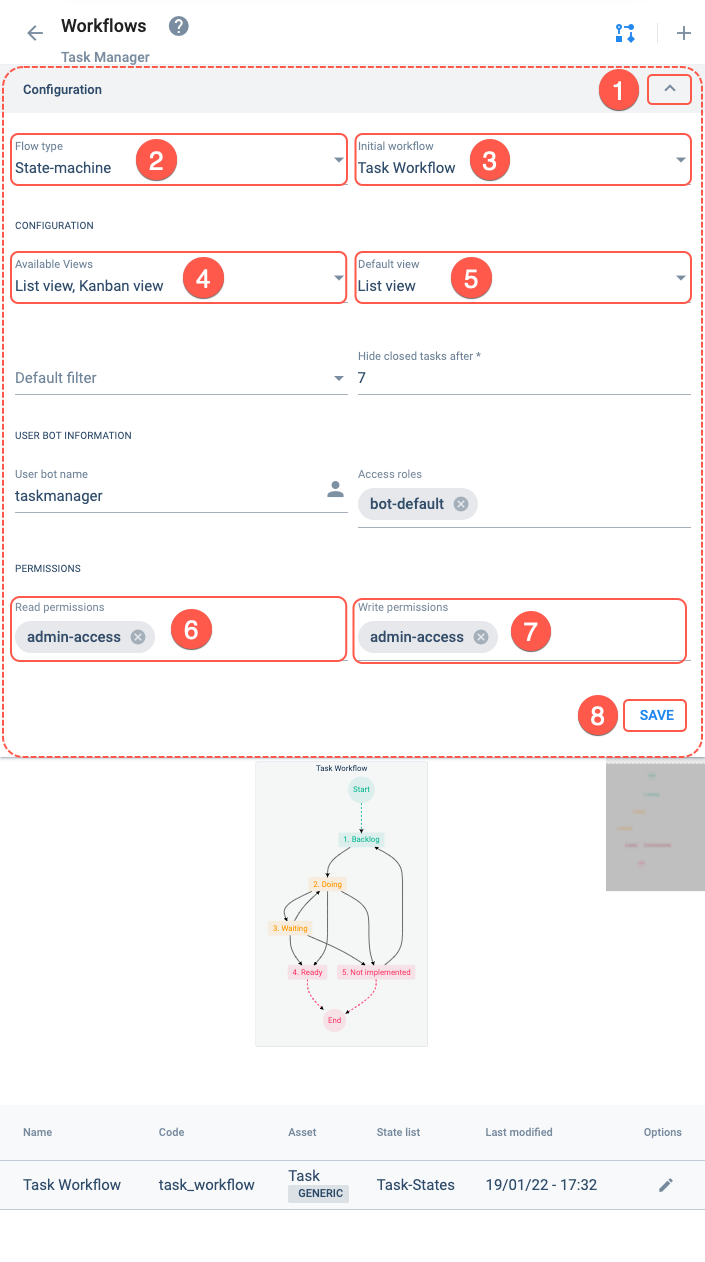 Workflows ?
Task Manager
Configuration 1
Flow type
State-machine 2
Initial workflow
Task Workflow 3
CONFIGURATION
Available Views
List view, Kanban view 4
Default view
List view 5
Default filter
Hide closed tasks after *
7
USER BOT INFORMATION
User bot name
taskmanager
Access roles
bot-default
PERMISSIONS
Read permissions
admin-access 6
Write permissions
admin-access 7
8 SAVE
Task Workflow
Start
1. Backlog
2. Doing
3. Waiting
4. Ready 5. Not implemented
End
Name Code Asset State list Last modified Options
Task Workflow task_workflow Task GENERIC Task-States 19/01/22 - 17:32